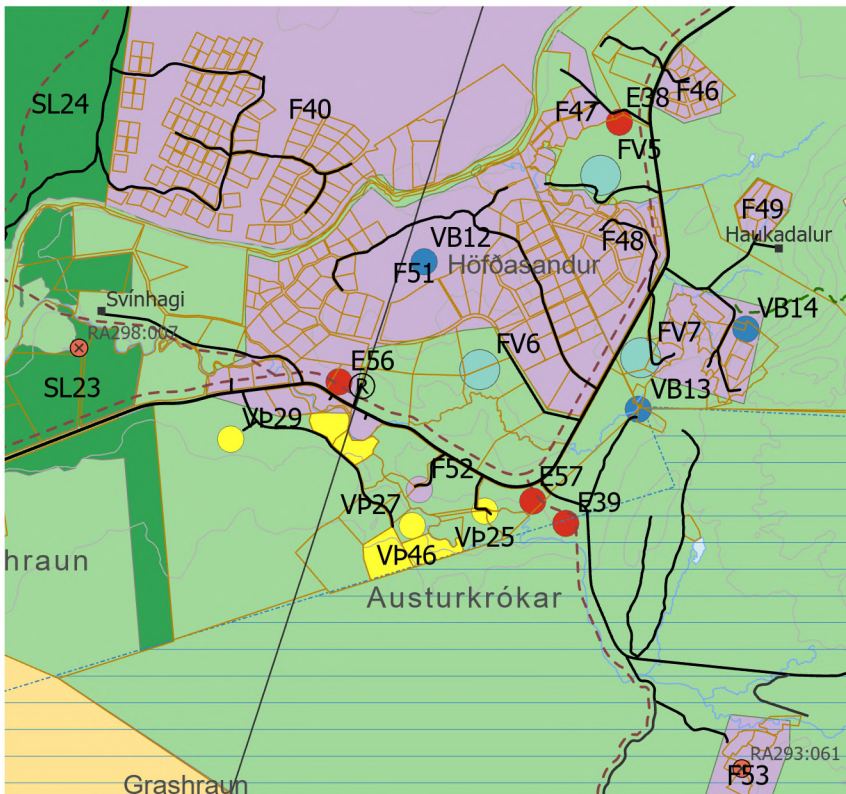 SL24
F40
F47
E38
F46
FV5
F49
VB12
F48
Haukadalur
F51
Höfðasandur
Svínhagi
VB14
RA298:007
FV6
FV7
E56
R
SL23
VB13
VÞ29
F52
E57
VÞ27
E39
VÞ25
VÞ46
hraun
Austurkrókar
RA293:061
F53
Grashraun